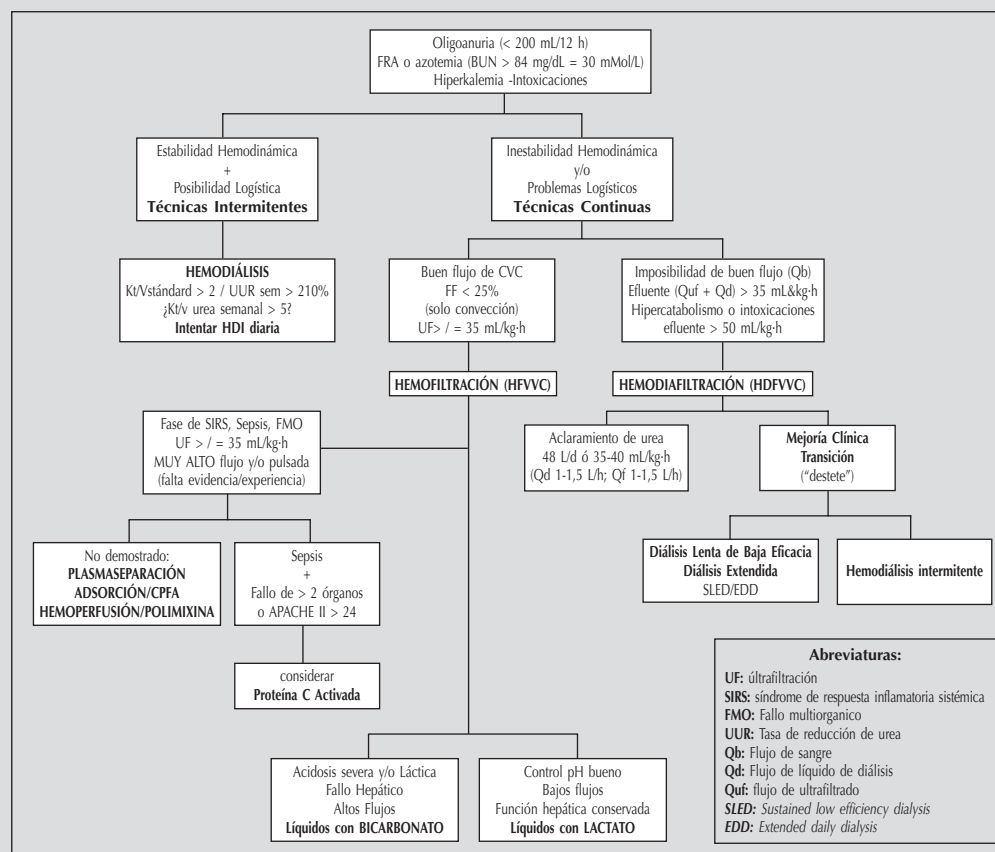 Oligoanuria (< 200 mL/12 h)
FRA o azotemia (BUN > 84 mg/dL = 30 mMol/L)
Hiperkalemia -Intoxicaciones
Estabilidad Hemodinámica
+
Posibilidad Logística
Técnicas Intermitentes
Inestabilidad Hemodinámica
y/o
Problemas Logísticos
Técnicas Continuas
HEMODIÁLISIS
Kt/Vstándard > 2 / UUR sem > 210%
¿Kt/v urea semanal > 5?
Intentar HDI diaria
Buen flujo de CVC
FF < 25%
(solo convección)
UF> / = 35 mL/kg·h
Imposibilidad de buen flujo (Qb)
Efluente (Quf + Qd) > 35 mL&kg·h
Hipercatabolismo o intoxicaciones
efluente > 50 mL/kg·h
HEMOFILTRACIÓN (HFVVC)
HEMODIAFILTRACIÓN (HDFVVC)
Fase de SIRS, Sepsis, FMO
UF > / = 35 mL/kg·h
MUY ALTO flujo y/o pulsada
(falta evidencia/experiencia)
Aclaramiento de urea
48 L/d ó 35-40 mL/kg·h
(Qd 1-1,5 L/h; Qf 1-1,5 L/h)
Mejoría Clínica
Transición
("destete")
No demostrado:
PLASMASEPARACIÓN
ADSORCIÓN/CPFA
HEMOPERFUSIÓN/POLIMIXINA
Sepsis
+
Fallo de > 2 órganos
o APACHE II > 24
Diálisis Lenta de Baja Eficacia
Diálisis Extendida
SLED/EDD
Hemodiálisis intermitente
considerar
Proteína C Activada
Acidosis severa y/o Láctica
Fallo Hepático
Altos Flujos
Líquidos con BICARBONATO
Control pH bueno
Bajos flujos
Función hepática conservada
Líquidos con LACTATO
Abreviaturas:
UF: últrafiltración
SIRS: síndrome de respuesta inflamatoria sistémica
FMO: Fallo multiorganico
UUR: Tasa de reducción de urea
Qb: Flujo de sangre
Qd: Flujo de líquido de diálisis
Quf: flujo de ultrafiltrado
SLED: Sustained low efficiency dialysis
EDD: Extended daily dialysis